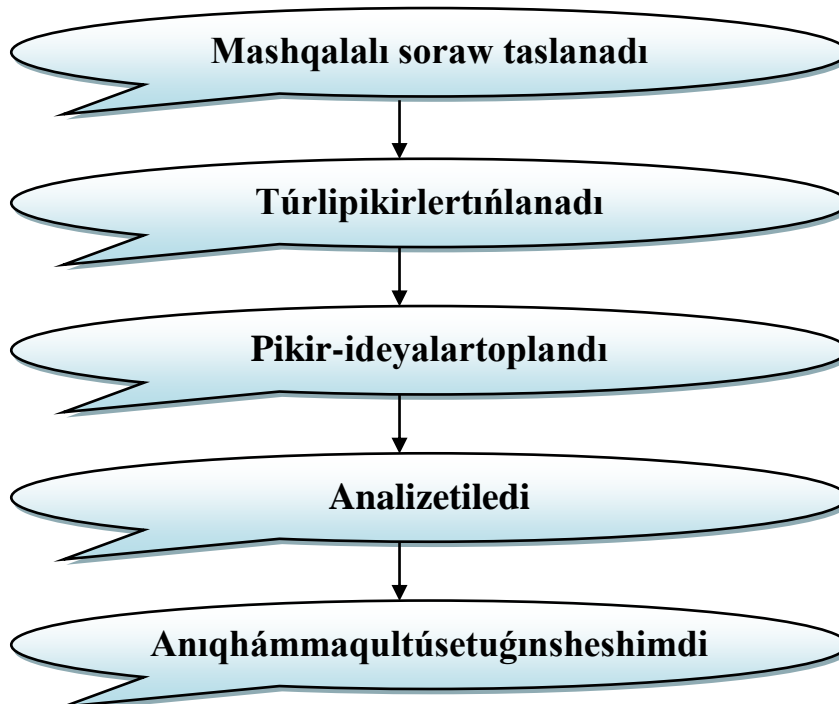 Mashqalalı soraw taslanadı
Túrlipikirlertıńlanadı
Pikir-ideyalartoplandı
Analizetiledi
Anıqhámmaqultúsetuǵınsheshimdi